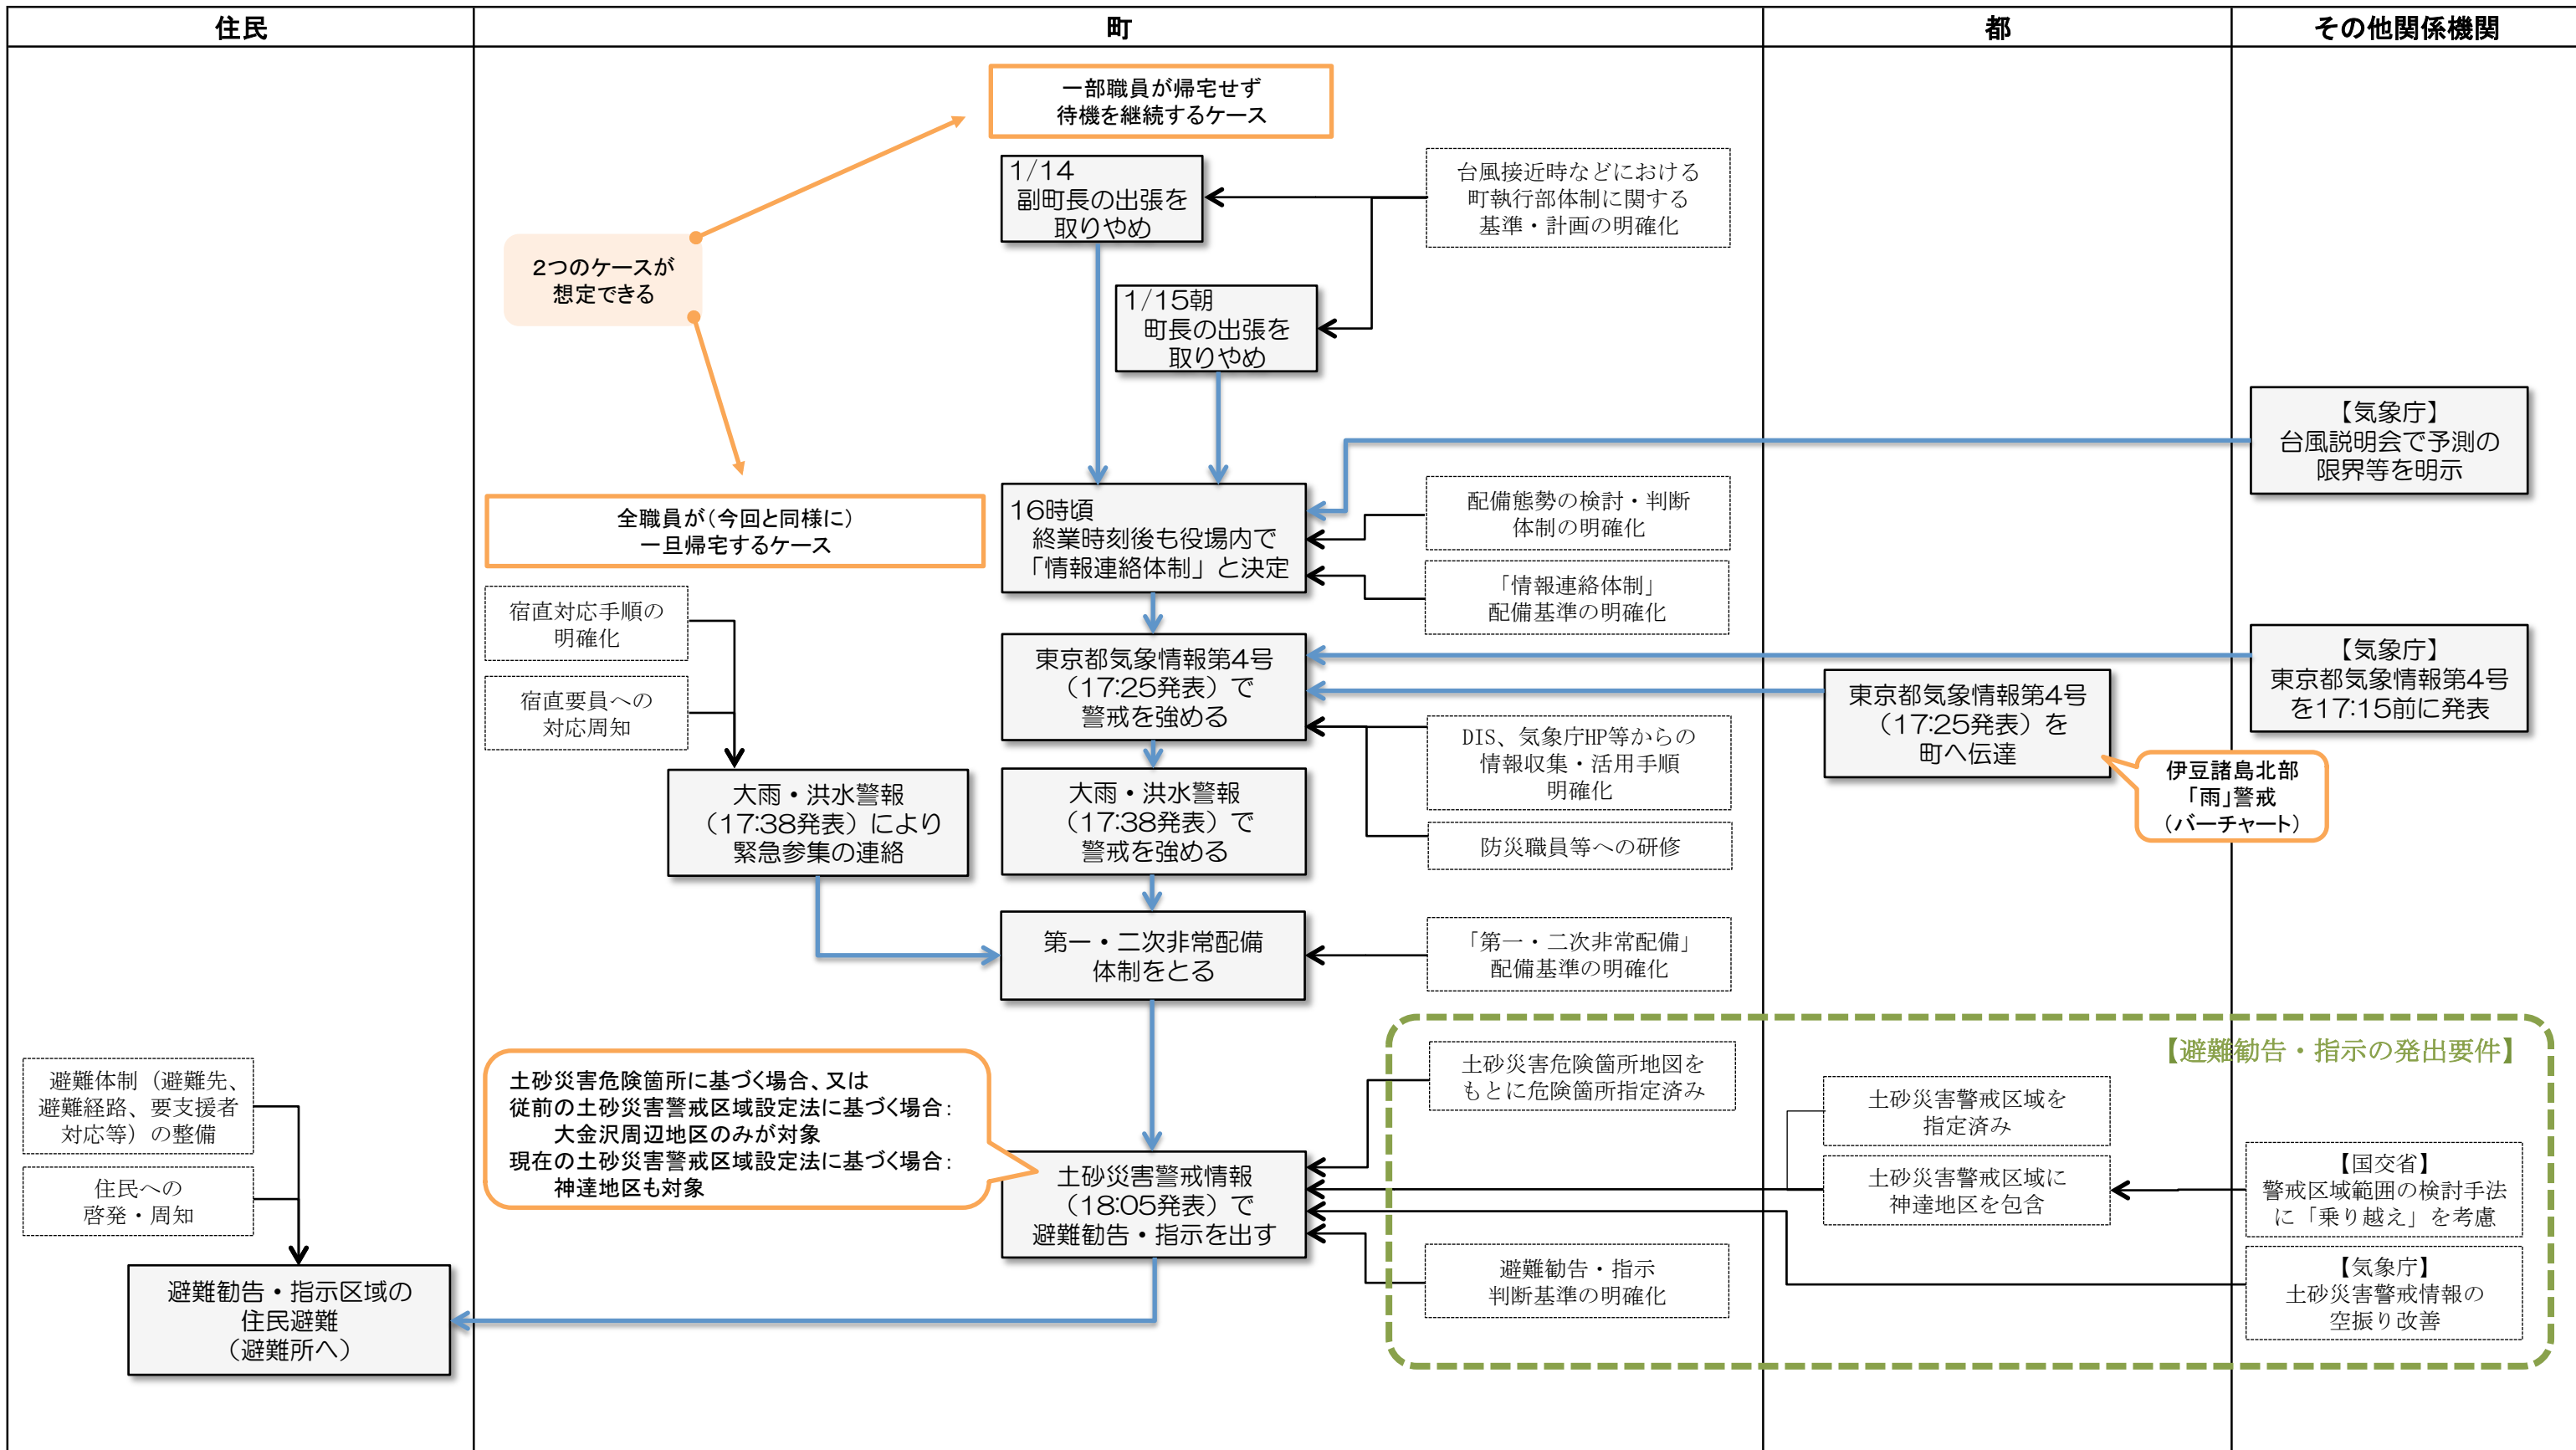 住民
町
都
その他関係機関
一部職員が帰宅せず
待機を継続するケース
1/14
副町長の出張を
取りやめ
台風接近時などにおける
町執行部体制に関する
基準・計画の明確化
2つのケースが
想定できる
1/15朝
町長の出張を
取りやめ
【気象庁】
台風説明会で予測の
限界等を明示
全職員が（今回と同様に）
一旦帰宅するケース
16時頃
終業時刻後も役場内で
「情報連絡体制」と決定
配備態勢の検討・判断
体制の明確化
「情報連絡体制」
配備基準の明確化
宿直対応手順の
明確化
宿直要員への
対応周知
東京都気象情報第4号
（17:25発表）で
警戒を強める
【気象庁】
東京都気象情報第4号
を17:15前に発表
東京都気象情報第4号
（17:25発表）を
町へ伝達
伊豆諸島北部
「雨」警戒
（バーチャート）
DIS、気象庁HP等からの
情報収集・活用手順
明確化
防災職員等への研修
大雨・洪水警報
（17:38発表）により
緊急参集の連絡
大雨・洪水警報
（17:38発表）で
警戒を強める
第一・二次非常配備
体制をとる
「第一・二次非常配備」
配備基準の明確化
【避難勧告・指示の発出要件】
避難体制（避難先、
避難経路、要支援者
対応等）の整備
住民への
啓発・周知
土砂災害危険箇所に基づく場合、又は
従前の土砂災害警戒区域設定法に基づく場合：
大金沢周辺地区のみが対象
現在の土砂災害警戒区域設定法に基づく場合：
神達地区も対象
土砂災害危険箇所地図を
もとに危険箇所指定済み
土砂災害警戒区域を
指定済み
土砂災害警戒区域に
神達地区を包含
【国交省】
警戒区域範囲の検討手法
に「乗り越え」を考慮
土砂災害警戒情報
（18:05発表）で
避難勧告・指示を出す
避難勧告・指示
判断基準の明確化
【気象庁】
土砂災害警戒情報の
空振り改善
避難勧告・指示区域の
住民避難
（避難所へ）